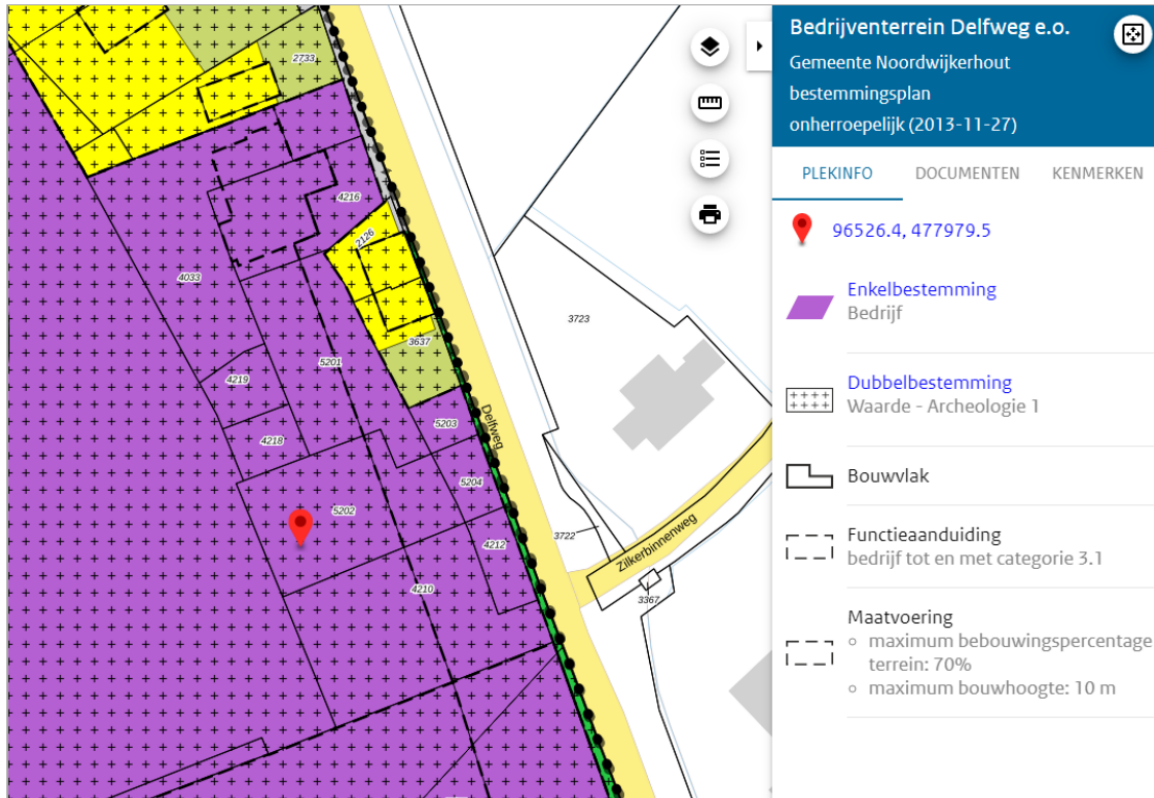 Bedrijventerrein Delfweg e.o.
Gemeente Noordwijkerhout
bestemmingsplan
onherroepelijk (2013-11-27)
PLEKINFO DOCUMENTEN KENMERKEN
96526.4, 477979.5
Enkelbestemming
Bedrijf
Dubbelbestemming
Waarde - Archeologie 1
Bouwvlak
Functieaanduiding
bedrijf tot en met categorie 3.1
Maatvoering
maximum bebouwingspercentage
terrein: 70%
maximum bouwhoogte: 10 m
2733
4216
2126
4033
3723
3637
5201
4219
Delfweg
5203
4218
5204
5202
4212
3722
Zilkerbinnenweg
4210
3367